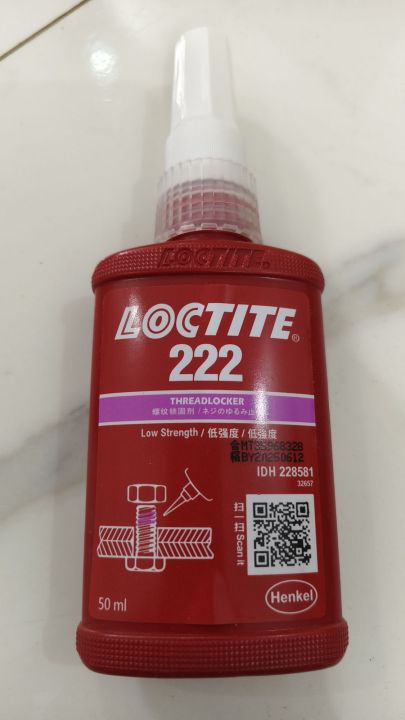 LOCTITE.
LOCTITE®
222
THREADLOCKER
螺纹锁固剂 / ネジのゆるみ止
Low Strength / 低强度 / 低強度
IDH 228581
32657
扫一扫 Scan it
50 ml
Henkel